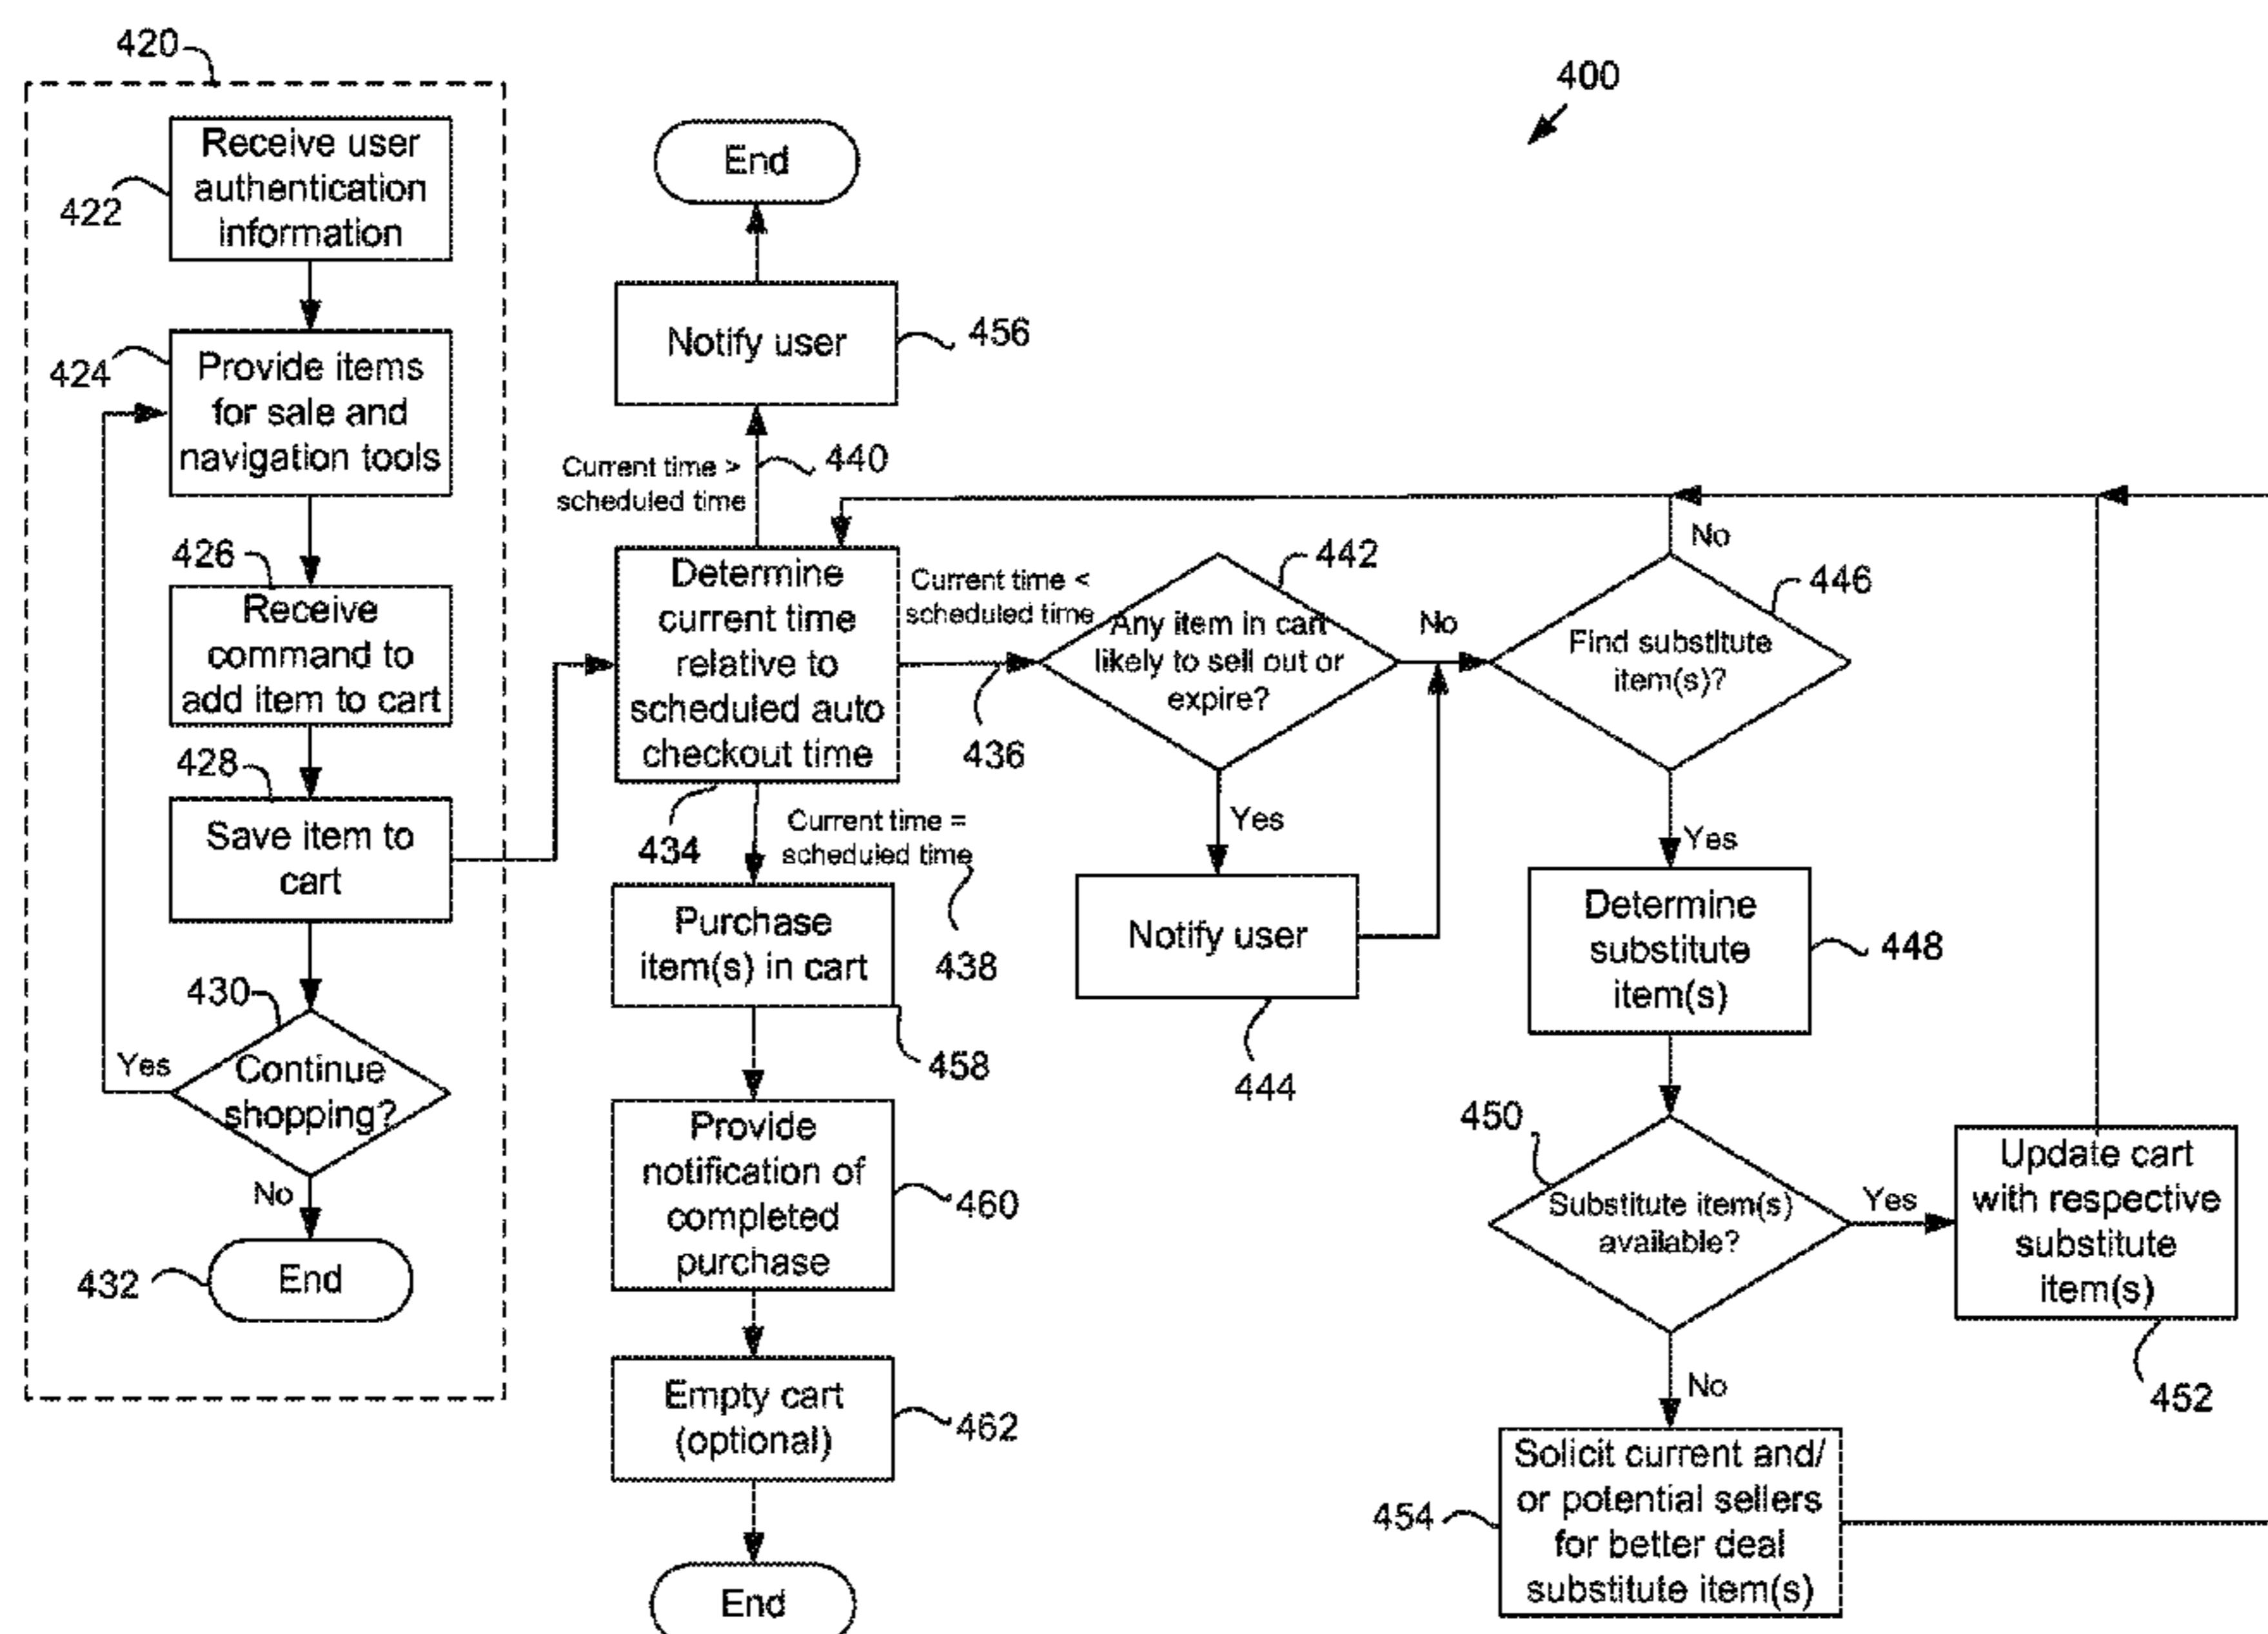 420
Receive user
authentication
information
422
424
Provide items
for sale and
navigation tools
426
Receive
command to
add item to cart
428
Save item to
cart
430
Yes
Continue
shopping?
No
432
End
400
End
Notify user
456
Current time >
scheduled time
440
Determine
current time
relative to
scheduled auto
checkout time
434
Current time <
scheduled time
436
Current time =
scheduled time
438
Purchase
item(s) in cart
458
Provide
notification of
completed
purchase
460
Empty cart
(optional)
462
End
442
Any item in cart
likely to sell out or
expire?
No
Yes
Notify user
444
No
446
Find substitute
item(s)?
Yes
Determine
substitute
item(s)
448
450
Substitute item(s)
available?
Yes
Update cart
with respective
substitute
item(s)
452
No
454
Solicit current and/
or potential sellers
for better deal
substitute item(s)